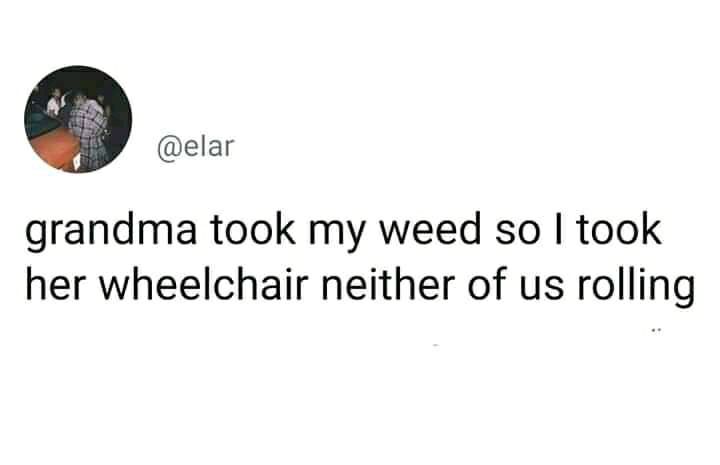 @elar
grandma took my weed so I took
her wheelchair neither of us rolling